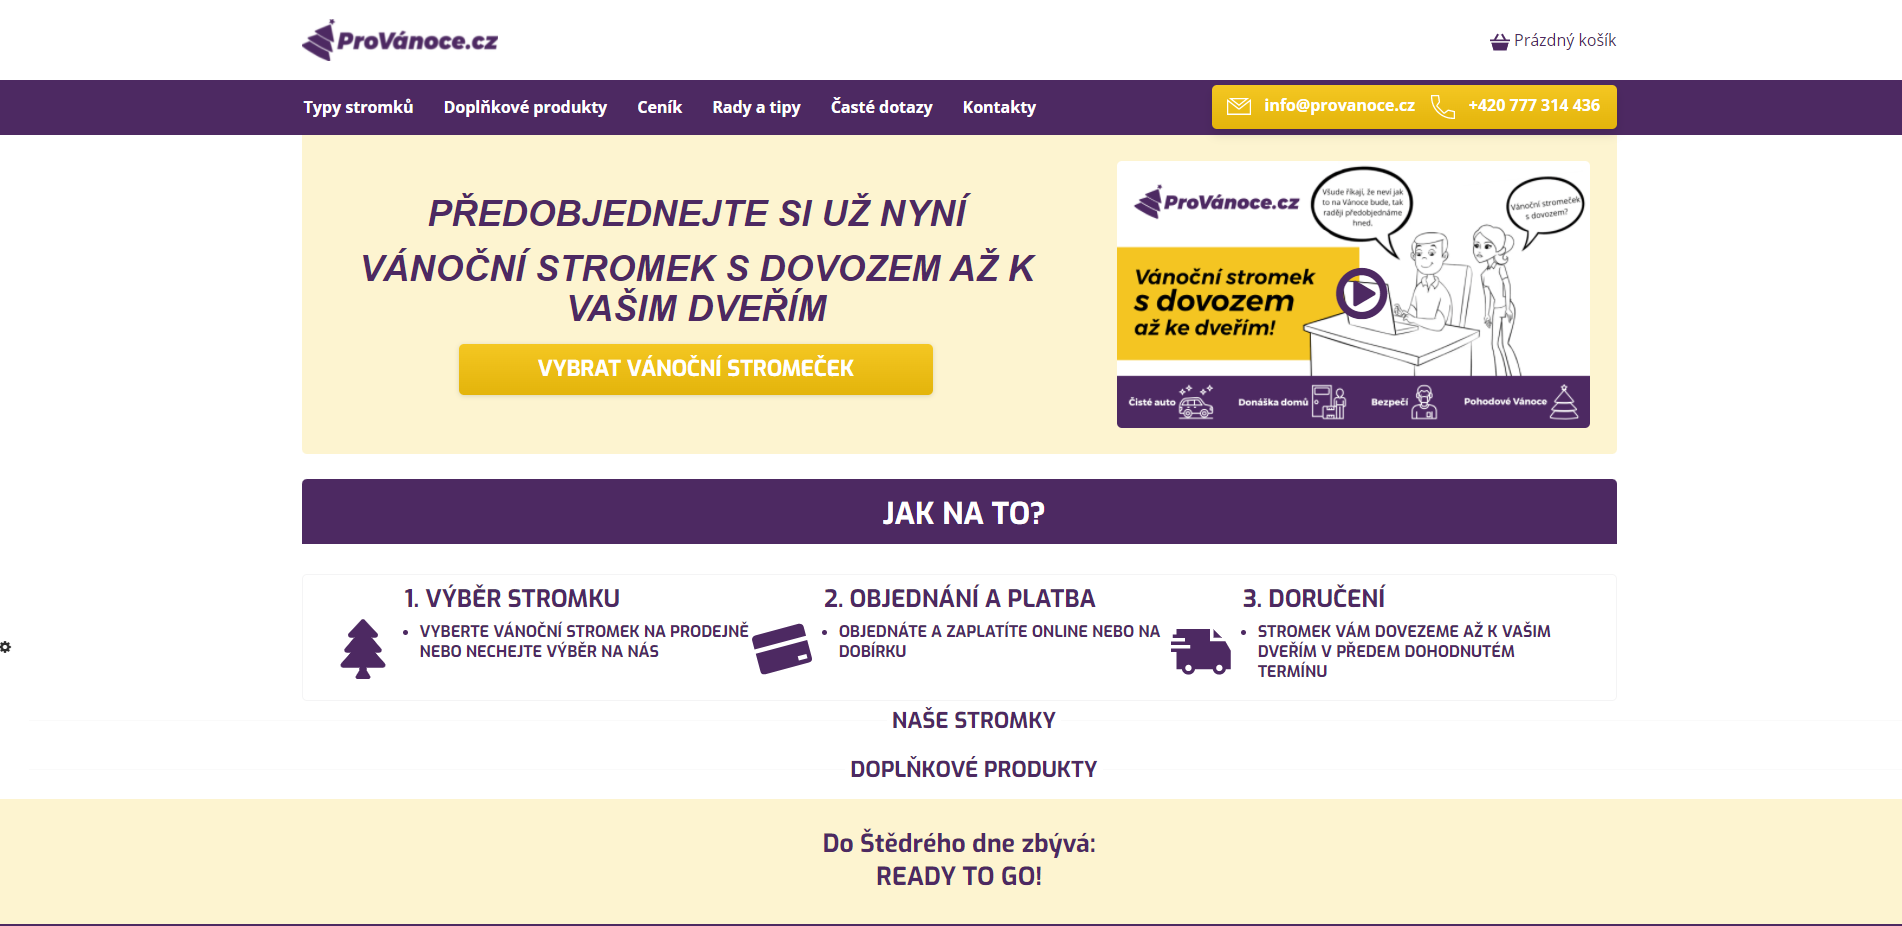 ProVánoce.cz
Prázdný košík
Typy stromků
Doplňkové produkty
Ceník
Rady a tipy
Časté dotazy
Kontakty
info@provanoce.cz
+420 777 314 436
PŘEDOBJEDNEJTE SI UŽ NYNÍ
VÁNOČNÍ STROMEK S DOVOZEM AŽ K
VAŠIM DVEŘÍM
VYBRAT VÁNOČNÍ STROMEČEK
ProVánoce.cz
Všude říkají, že neví jak
to na Vánoce bude, tak
raději předobjednáme
hned.
Vánoční stromeček
s dovozem?
Vánoční stromek
s dovozem
až ke dveřím!
Čisté auto
Donáška domů
Bezpečí
Pohodové Vánoce
JAK NA TO?
1. VÝBĚR STROMKU
• VYBERTE VÁNOČNÍ STROMEK NA PRODEJNĚ
NEBO NECHEJTE VÝBĚR NA NÁS
2. OBJEDNÁNÍ A PLATBA
• OBJEDNÁTE A ZAPLATÍTE ONLINE NEBO NA
DOBÍRKU
3. DORUČENÍ
• STROMEK VÁM DOVEZEME AŽ K VAŠIM
DVEŘÍM V PŘEDEM DOHODNUTÉM
TERMÍNU
NAŠE STROMKY
DOPLŇKOVÉ PRODUKTY
Do Štědrého dne zbývá:
READY TO GO!